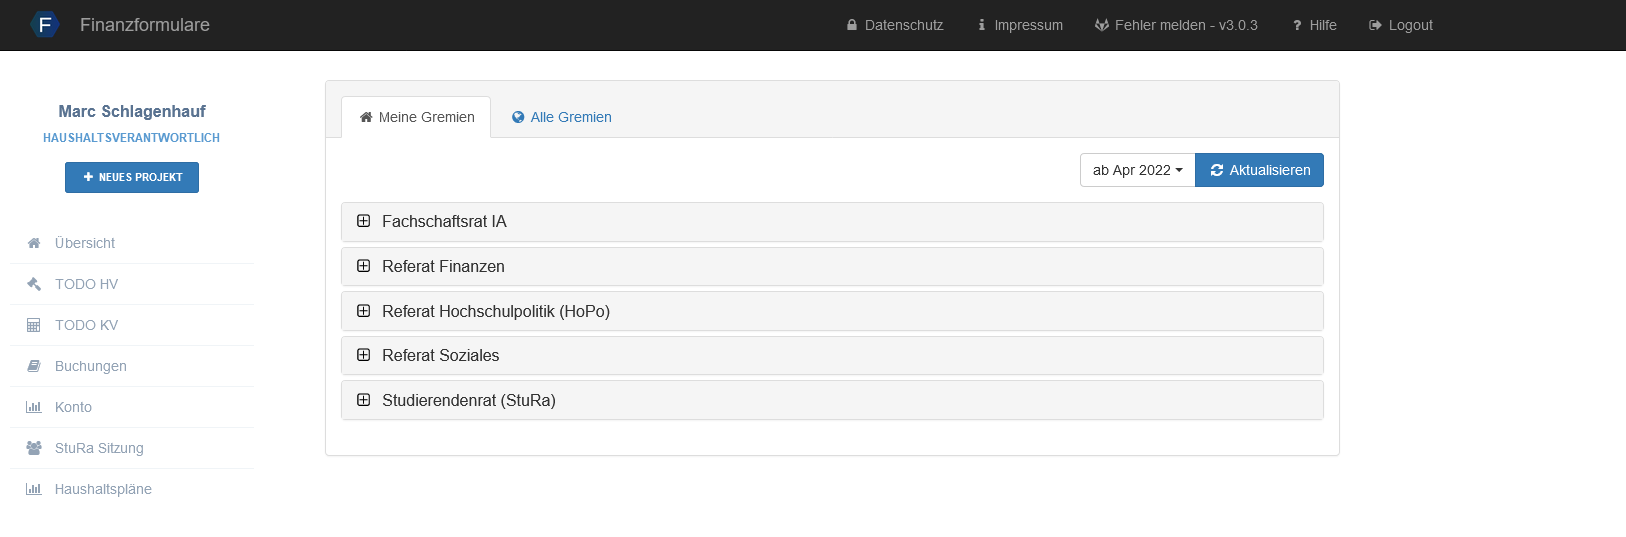 F Finanzformulare
Datenschutz
Impressum
Fehler melden - v3.0.3
Hilfe
Logout
Marc Schlagenhauf
HAUSHALTSVERANTWORTLICH
NEUES PROJEKT
Übersicht
TODO HV
TODO KV
Buchungen
Konto
StuRa Sitzung
Haushaltspläne
Meine Gremien
Alle Gremien
ab Apr 2022
Aktualisieren
Fachschaftsrat IA
Referat Finanzen
Referat Hochschulpolitik (HoPo)
Referat Soziales
Studierendenrat (StuRa)